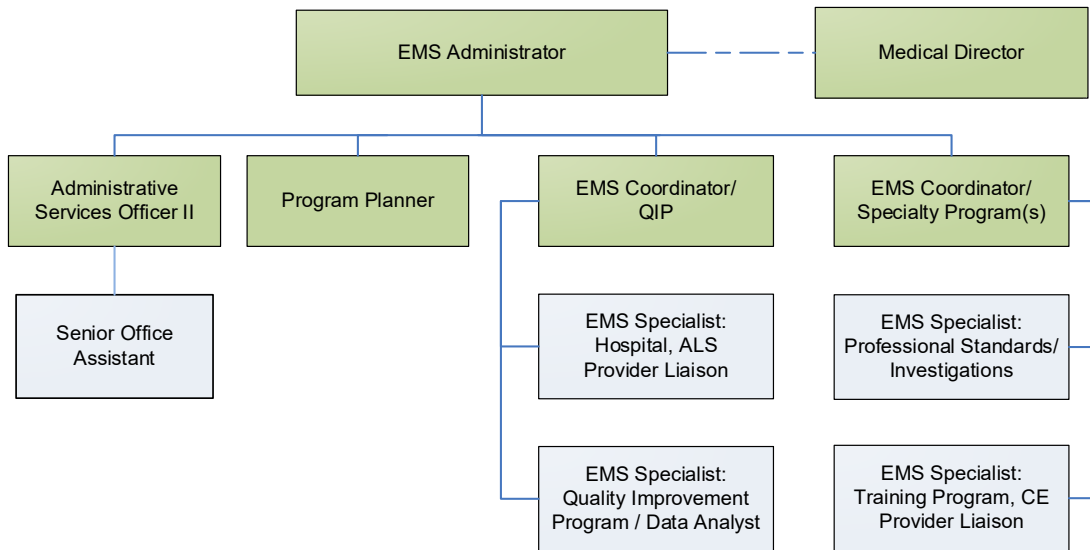 EMS Administrator
Medical Director
Administrative
Services Officer II
Program Planner
EMS Coordinator/
QIP
EMS Coordinator/
Specialty Program(s)
Senior Office
Assistant
EMS Specialist:
Hospital, ALS
Provider Liaison
EMS Specialist:
Professional Standards/
Investigations
EMS Specialist:
Quality Improvement
Program / Data Analyst
EMS Specialist:
Training Program, CE
Provider Liaison